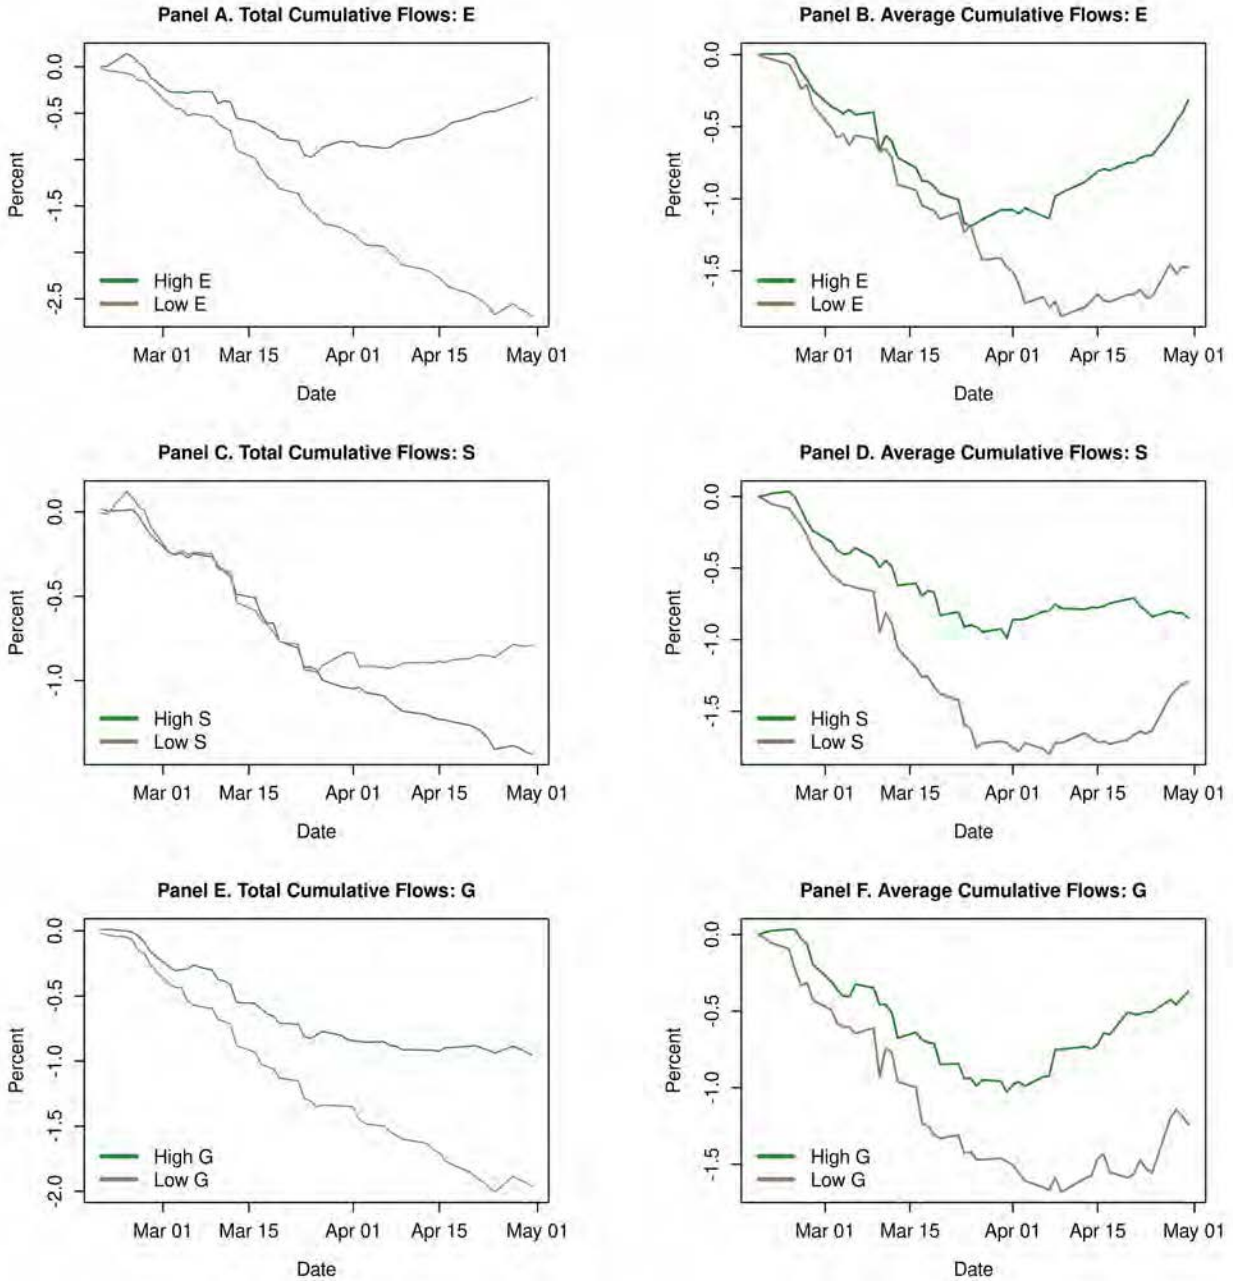 Panel A. Total Cumulative Flows: E
Percent
0.0
-0.5
-1.5
-2.5
High E
Low E
Mar 01 Mar 15 Apr 01 Apr 15 May 01
Date
Panel B. Average Cumulative Flows: E
Percent
0.0
-0.5
-1.0
-1.5
High E
Low E
Mar 01 Mar 15 Apr 01 Apr 15 May 01
Date
Panel C. Total Cumulative Flows: S
Percent
0.0
-0.5
-1.0
High S
Low S
Mar 01 Mar 15 Apr 01 Apr 15 May 01
Date
Panel D. Average Cumulative Flows: S
Percent
0.0
-0.5
-1.0
-1.5
High S
Low S
Mar 01 Mar 15 Apr 01 Apr 15 May 01
Date
Panel E. Total Cumulative Flows: G
Percent
0.0
-0.5
-1.0
-1.5
-2.0
High G
Low G
Mar 01 Mar 15 Apr 01 Apr 15 May 01
Date
Panel F. Average Cumulative Flows: G
Percent
0.0
-0.5
-1.0
-1.5
High G
Low G
Mar 01 Mar 15 Apr 01 Apr 15 May 01
Date